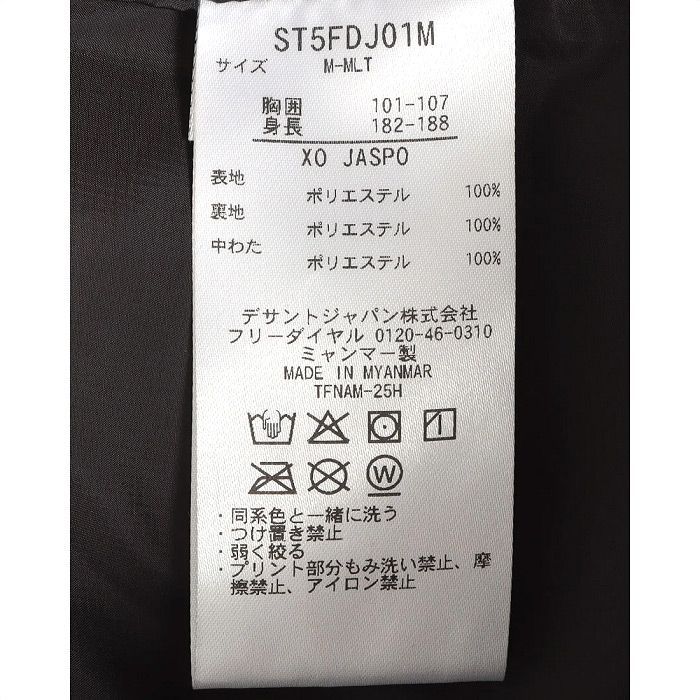 ST5FDJ01M
サイズ M-MLT
胸囲 101-107
身長 182-188
XO JASPO
表地
ポリエステル 100%
裏地
ポリエステル 100%
中わた
ポリエステル 100%
デサントジャパン株式会社
フリーダイヤル 0120-46-0310
ミャンマー製
MADE IN MYANMAR
TFNAM-25H
W
・同系色と一緒に洗う
・つけ置き禁止
・弱く絞る
・プリント部分もみ洗い禁止、摩
擦禁止、アイロン禁止